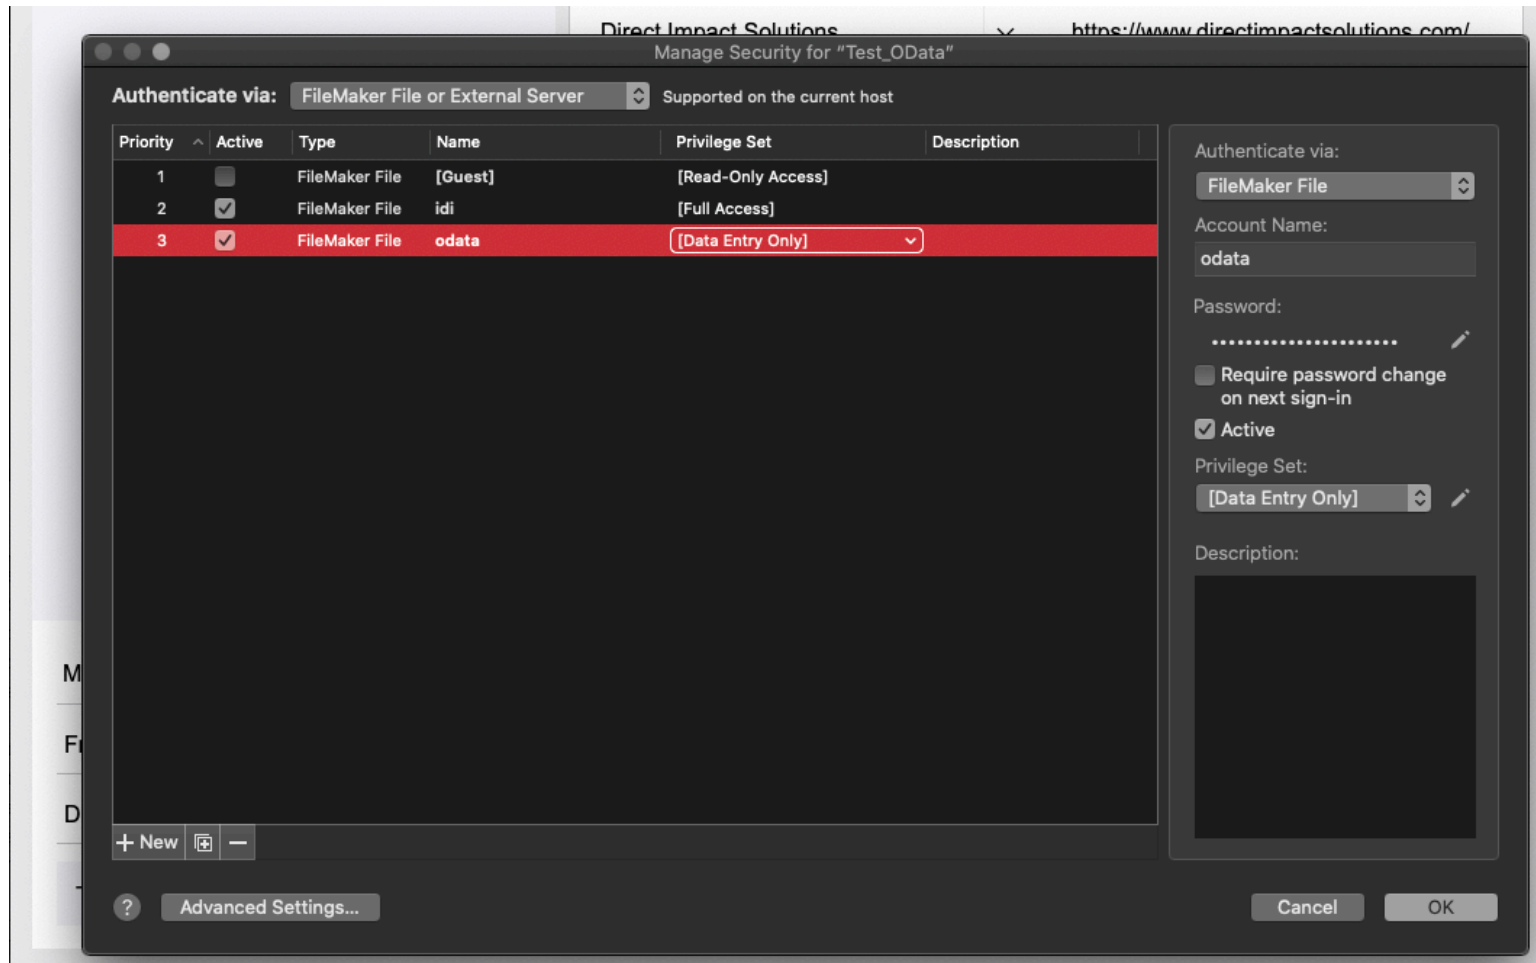 Direct Impact Solutions https://www.directimpactsolutions.com/
Manage Security for “Test_OData”
Authenticate via: FileMaker File or External Server Supported on the current host
Priority Active Type Name Privilege Set Description
1 FileMaker File [Guest] [Read-Only Access]
2 FileMaker File idi [Full Access]
3 FileMaker File odata [Data Entry Only]
Authenticate via:
FileMaker File
Account Name:
odata
Password:
••••••••••••••••••••••
Require password change
on next sign-in
Active
Privilege Set:
[Data Entry Only]
Description:
M
Fr
D
+ New
? Advanced Settings... Cancel OK